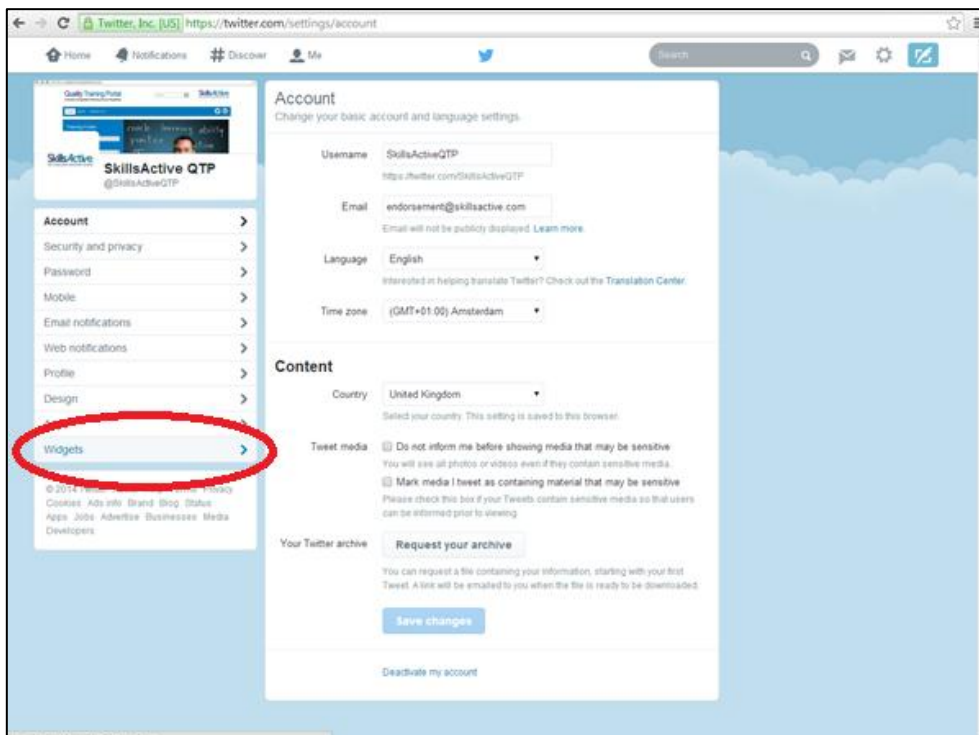 Twitter, Inc. [US] https://twitter.com/settings/account
Home Notifications # Discover Me Search
Quality Training Portal SkillsActive
SkillsActive
SkillsActive QTP
@SkillsActiveQTP
Account
Security and privacy
Password
Mobile
Email notifications
Web notifications
Profile
Design
Widgets
© 2014 Twitter Privacy
Cookies Ads info Brand Blog Status
Apps Jobs Advertise Businesses Media
Developers
Account
Change your basic account and language settings.
Username SkillsActiveQTP
https://twitter.com/SkillsActiveQTP
Email endorsement@skillsactive.com
Email will not be publicly displayed. Learn more.
Language English
Interested in helping translate Twitter? Check out the Translation Center.
Time zone (GMT+01:00) Amsterdam
Content
Country United Kingdom
Select your country. This setting is saved to this browser.
Tweet media Do not inform me before showing media that may be sensitive
You will see all photos or videos even if they contain sensitive media.
Mark media I tweet as containing material that may be sensitive
Please check this box if your Tweets contain sensitive media so that users
can be informed prior to viewing.
Your Twitter archive Request your archive
You can request a file containing your information, starting with your first
Tweet. A link will be emailed to you when the file is ready to be downloaded.
Save changes
Deactivate my account